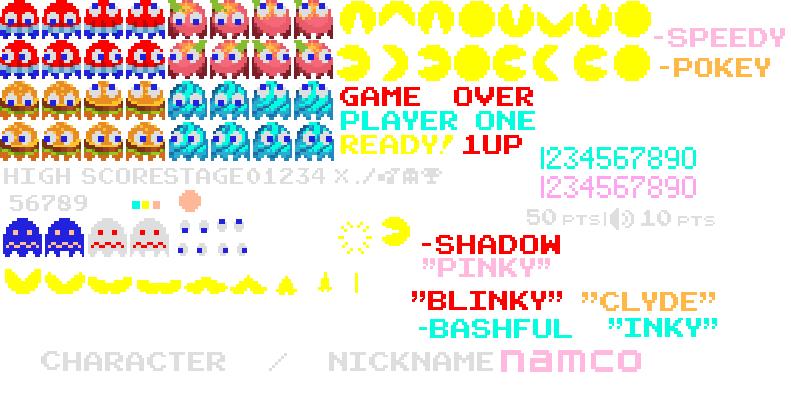 -SPEEDY
-POKEY
GAME OVER
PLAYER ONE
READY! 1UP
1234567890
HIGH SCORESTAGE01234 X ./
1234567890
56789
50 PTS 10 PTS
-SHADOW
"PINKY"
"BLINKY" "CLYDE"
-BASHFUL "INKY"
CHARACTER / NICKNAME namco